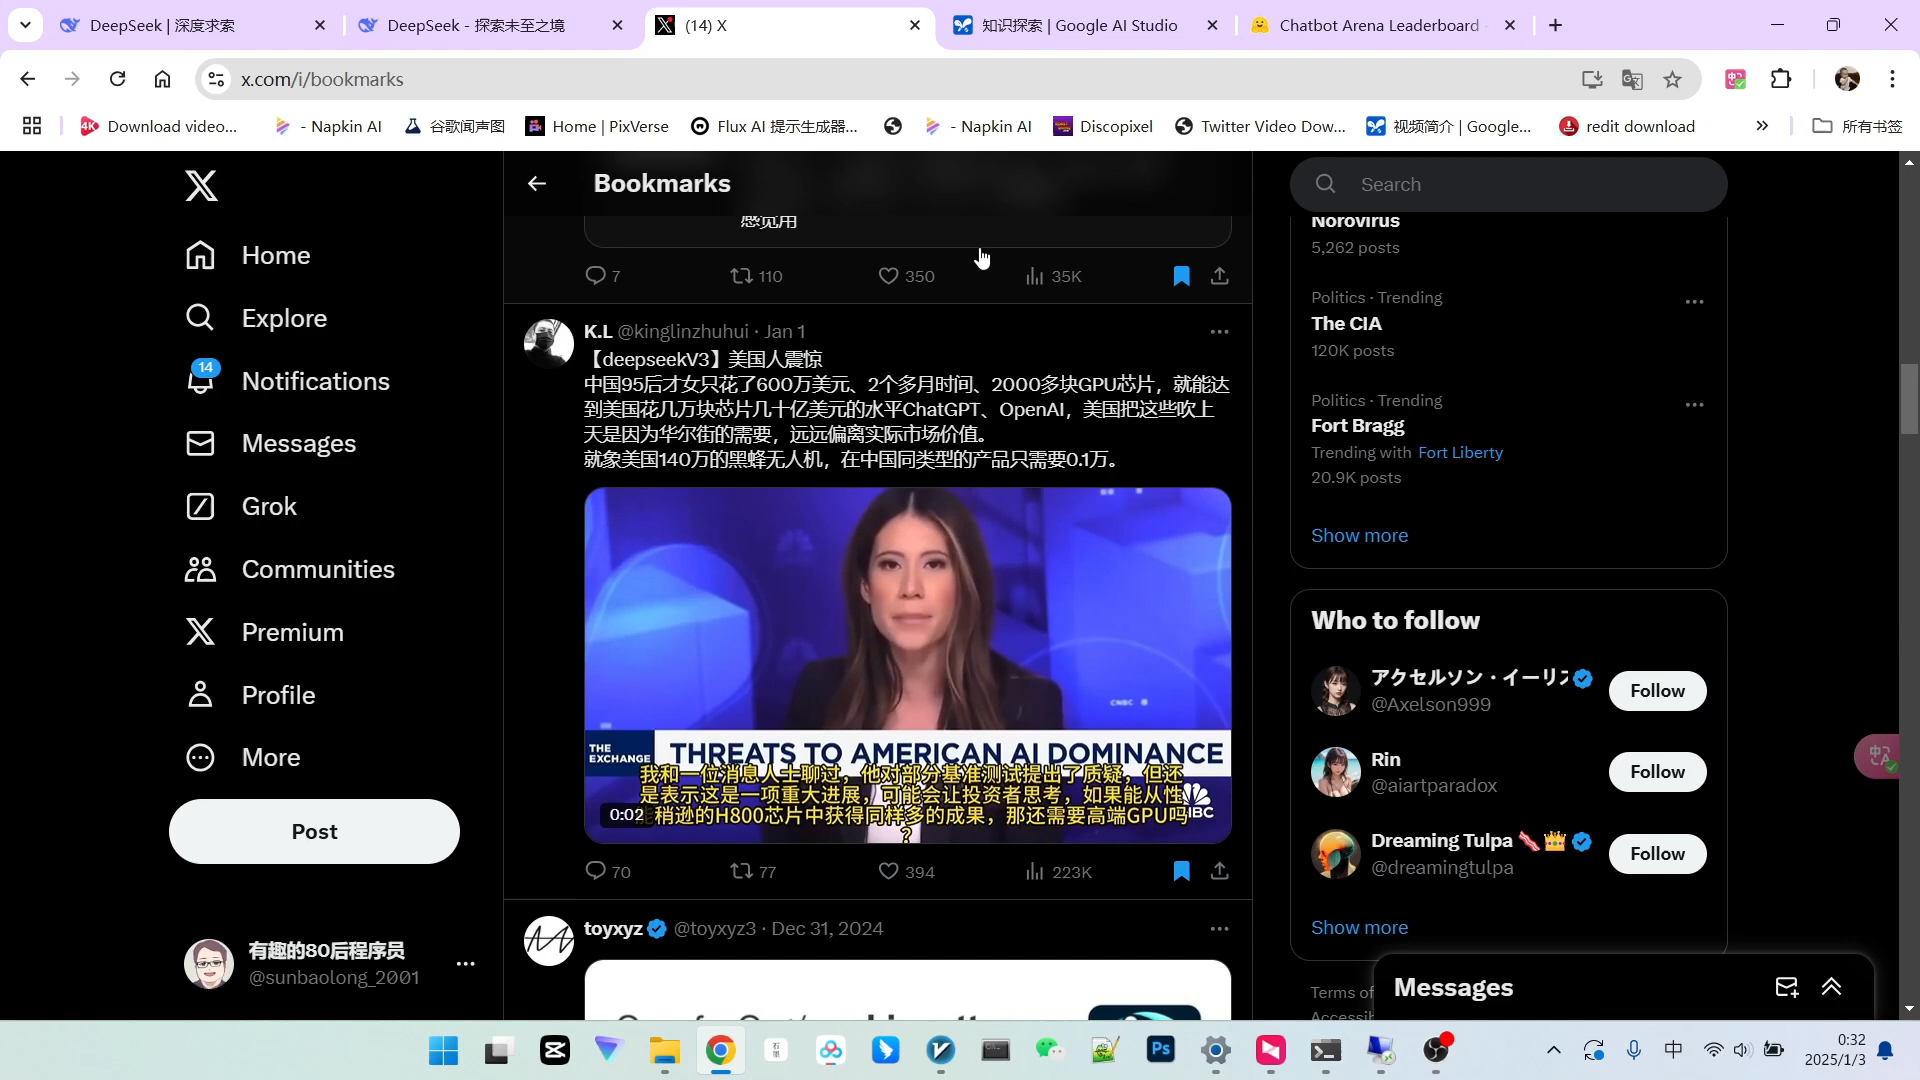 DeepSeek | 深度求索
DeepSeek - 探索未至之境
(14) X
知识探索 | Google AI Studio
Chatbot Arena Leaderboard
x.com/i/bookmarks
Download video...
- Napkin AI
谷歌闻声图
Home | PixVerse
Flux AI 提示生成器...
- Napkin AI
Discopixel
Twitter Video Dow...
视频简介 | Google...
redit download
所有书签
Home
Explore
14
Notifications
Messages
Grok
Communities
Premium
Profile
More
Post
有趣的80后程序员
@sunbaolong_2001
Bookmarks
感觉用
7
110
350
35K
K.L @kinglinzhuhui · Jan 1
【deepseekV3】美国人震惊
中国95后才女只花了600万美元、2个多月时间、2000多块GPU芯片，就能达
到美国花几万块芯片几十亿美元的水平ChatGPT、OpenAI，美国把这些吹上
天是因为华尔街的需要，远远偏离实际市场价值。
就象美国140万的黑蜂无人机，在中国同类型的产品只需要0.1万。
CNBC
THE EXCHANGE
THREATS TO AMERICAN AI DOMINANCE
我和一位消息人士聊过，他对部分基准测试提出了质疑，但还
是表示这是一项重大进展，可能会让投资者思考，如果能从性
能稍逊的H800芯片中获得同样多的成果，那还需要高端GPU吗
？
0:02
70
77
394
223K
toyxyz @toyxyz3 · Dec 31, 2024
Search
Norovirus
5,262 posts
Politics · Trending
The CIA
120K posts
Politics · Trending
Fort Bragg
Trending with Fort Liberty
20.9K posts
Show more
Who to follow
アクセルソン・イーリス
@Axelson999
Follow
Rin
@aiartparadox
Follow
Dreaming Tulpa
@dreamingtulpa
Follow
Show more
Terms of
Messages
中
0:32
2025/1/3